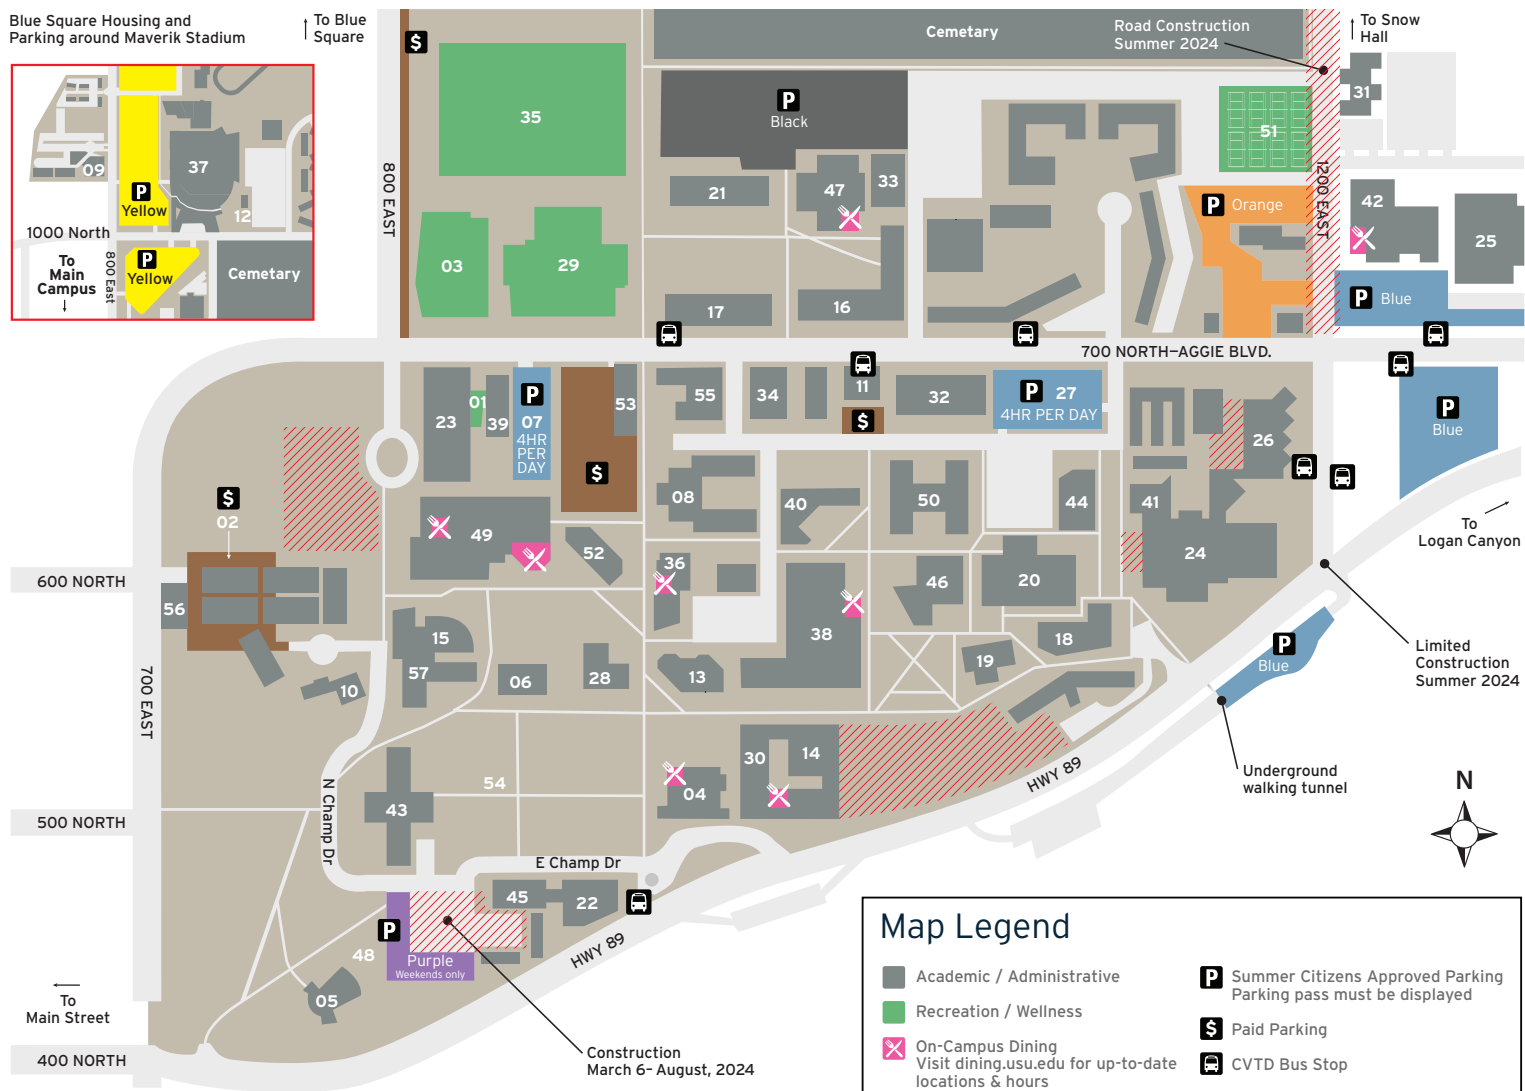 Blue Square Housing and
Parking around Maverik Stadium
To Blue
Square
09
37
12
P
Yellow
1000 North
To
Main
Campus
800 East
P
Yellow
Cemetary
$
35
800 EAST
03
29
Cemetary
Road Construction
Summer 2024
To Snow
Hall
P
Black
21
47
33
17
16
31
51
1200 EAST
P
Orange
42
25
P
Blue
700 NORTH–AGGIE BLVD.
23
01
39
P
07
4HR
PER
DAY
53
$
55
34
11
$
32
P
27
4HR PER DAY
26
P
Blue
To
Logan Canyon
$
02
49
52
08
40
50
44
41
24
600 NORTH
56
36
46
20
38
15
57
10
06
28
13
19
18
P
Blue
Limited
Construction
Summer 2024
Underground
walking tunnel
700 EAST
N Champ Dr
43
54
30
14
04
HWY 89
500 NORTH
E Champ Dr
45
22
P
Purple
Weekends only
48
05
HWY 89
To
Main Street
400 NORTH
Construction
March 6–August, 2024
N
Map Legend
Academic / Administrative
Recreation / Wellness
On-Campus Dining
Visit dining.usu.edu for up-to-date
locations & hours
P
Summer Citizens Approved Parking
Parking pass must be displayed
$
Paid Parking
CVTD Bus Stop